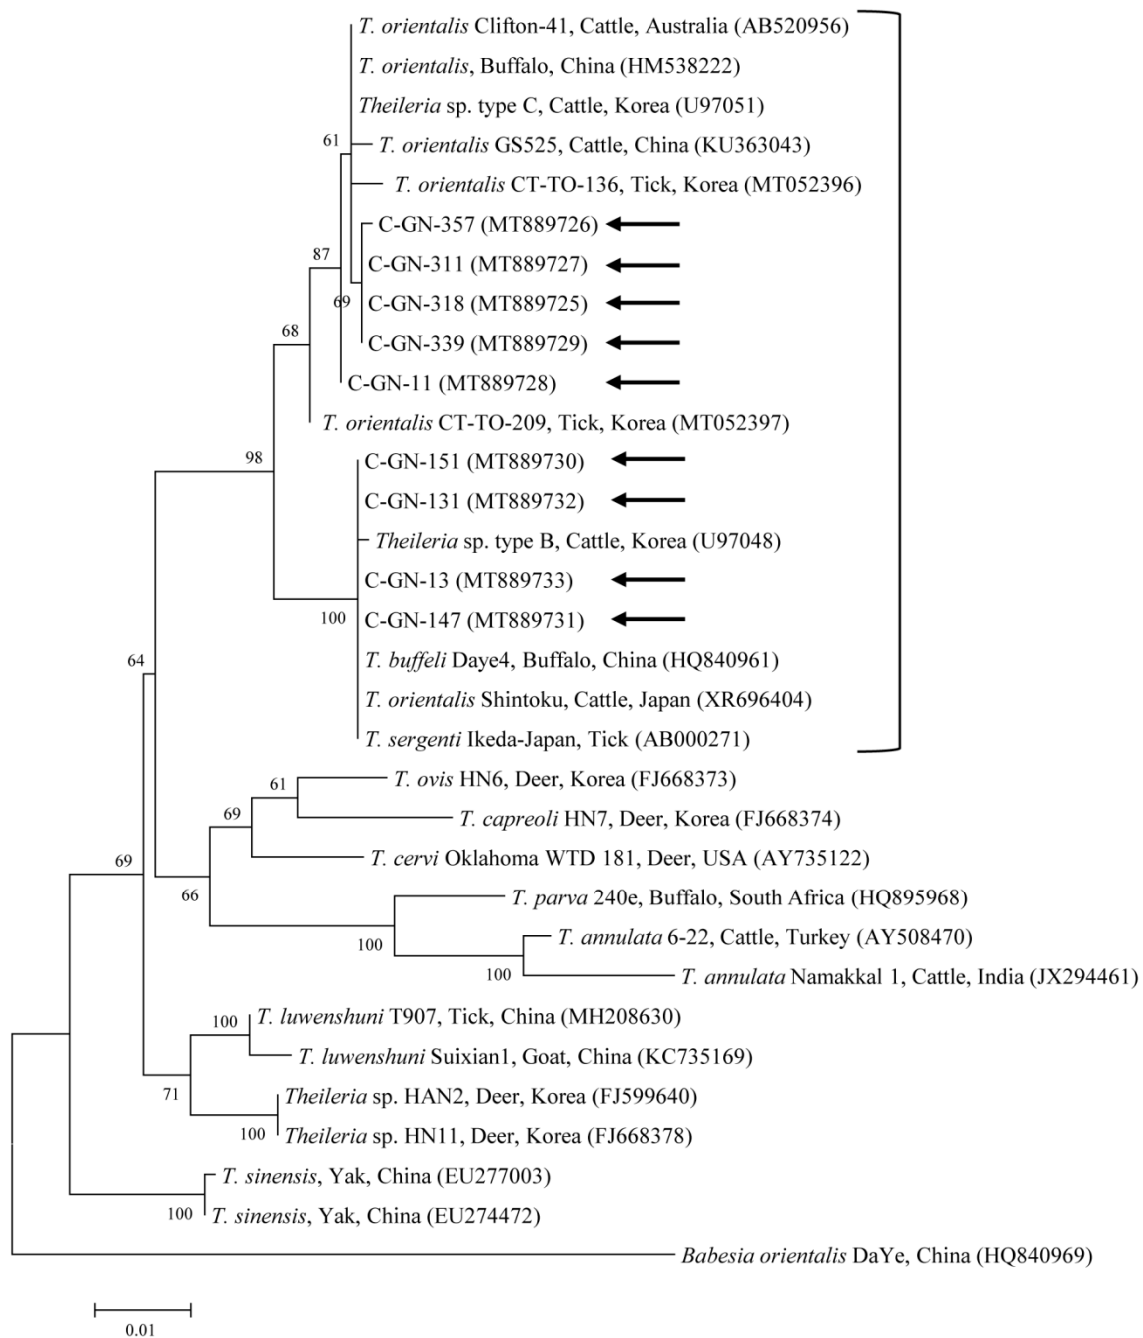 T. orientalis Clifton-41, Cattle, Australia (AB520956)
T. orientalis, Buffalo, China (HM538222)
Theileria sp. type C, Cattle, Korea (U97051)
61
T. orientalis GS525, Cattle, China (KU363043)
T. orientalis CT-TO-136, Tick, Korea (MT052396)
C-GN-357 (MT889726)
87
C-GN-311 (MT889727)
69
C-GN-318 (MT889725)
68
C-GN-339 (MT889729)
C-GN-11 (MT889728)
T. orientalis CT-TO-209, Tick, Korea (MT052397)
98
C-GN-151 (MT889730)
C-GN-131 (MT889732)
Theileria sp. type B, Cattle, Korea (U97048)
C-GN-13 (MT889733)
100
C-GN-147 (MT889731)
64
T. buffeli Daye4, Buffalo, China (HQ840961)
T. orientalis Shintoku, Cattle, Japan (XR696404)
T. sergenti Ikeda-Japan, Tick (AB000271)
61
T. ovis HN6, Deer, Korea (FJ668373)
69
T. capreoli HN7, Deer, Korea (FJ668374)
69
T. cervi Oklahoma WTD 181, Deer, USA (AY735122)
66
T. parva 240e, Buffalo, South Africa (HQ895968)
100
T. annulata 6-22, Cattle, Turkey (AY508470)
100
T. annulata Namakkal 1, Cattle, India (JX294461)
100
T. luwenshuni T907, Tick, China (MH208630)
T. luwenshuni Suixian1, Goat, China (KC735169)
71
Theileria sp. HAN2, Deer, Korea (FJ599640)
100
Theileria sp. HN11, Deer, Korea (FJ668378)
T. sinensis, Yak, China (EU277003)
100
T. sinensis, Yak, China (EU274472)
Babesia orientalis DaYe, China (HQ840969)
0.01